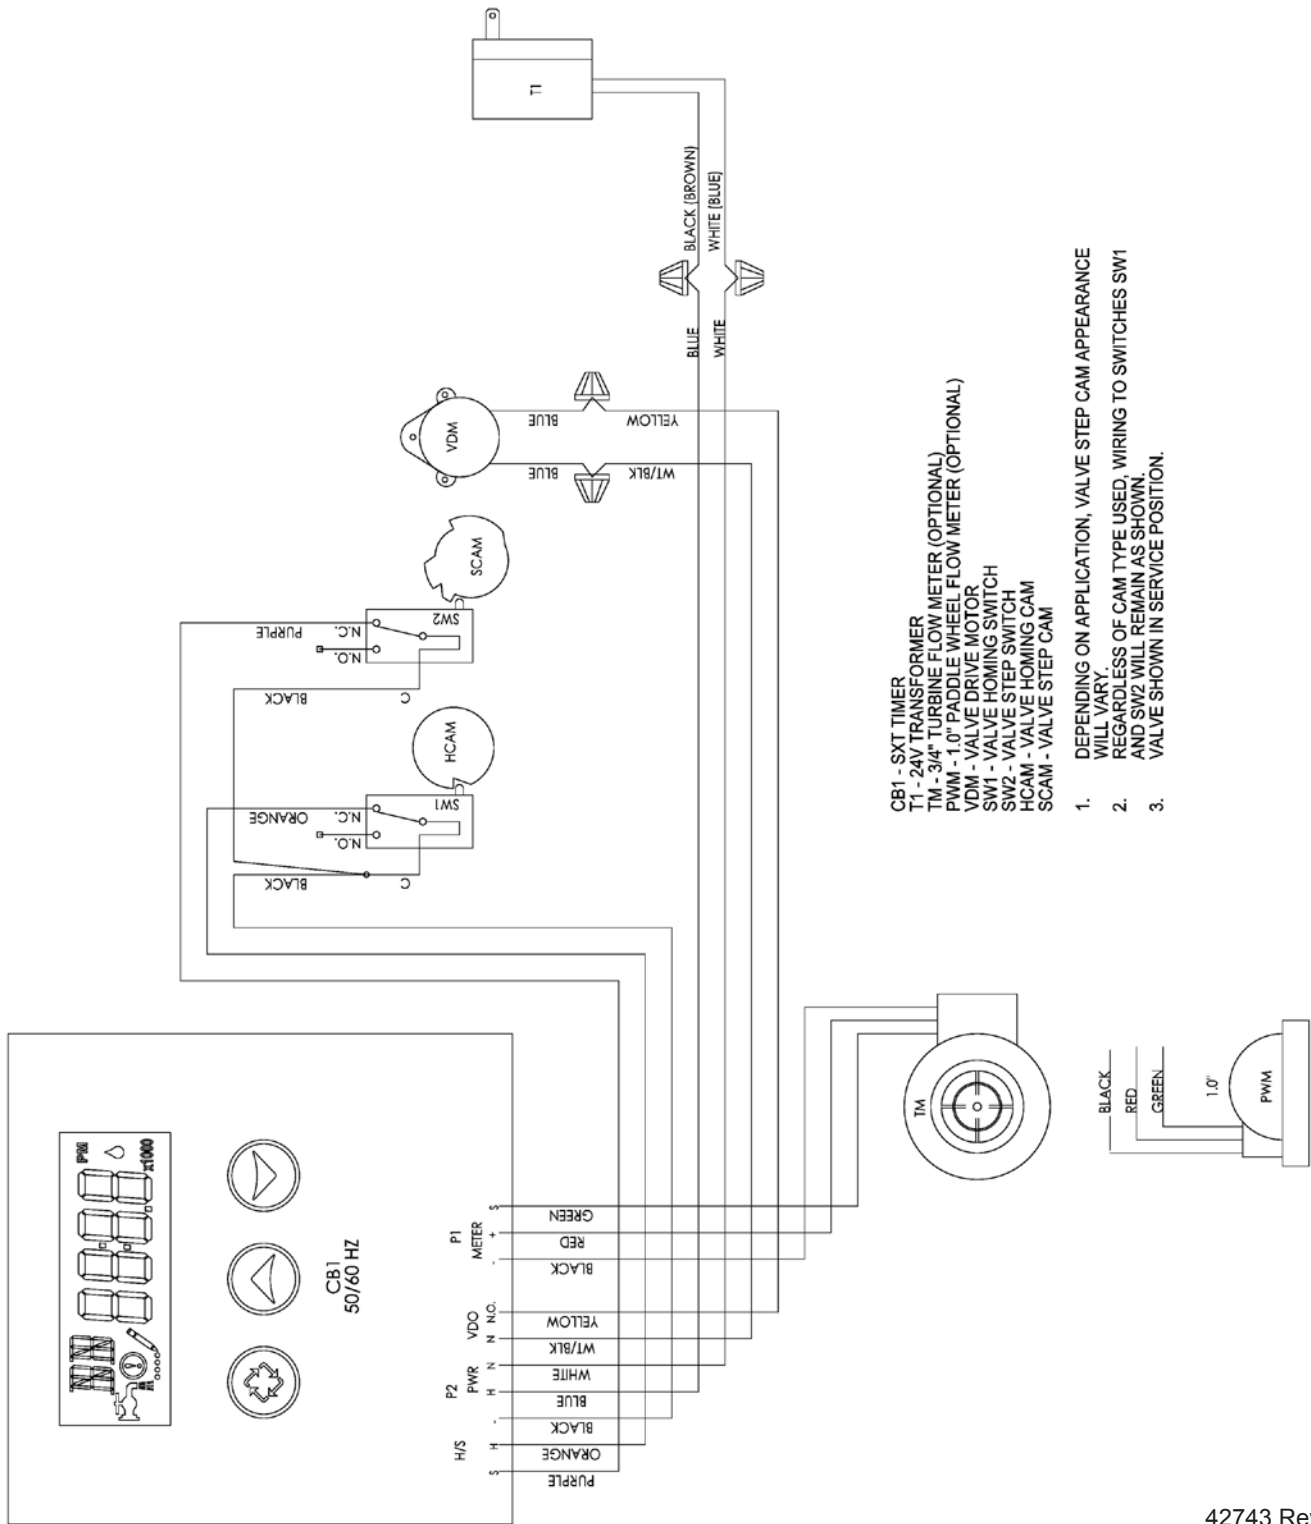 T1
BLACK (BROWN)
WHITE (BLUE)
BLUE
WHITE
VDM
BLUE
YELLOW
BLUE
WT/BLK
SCAM
SW2
N.C.
N.O.
PURPLE
BLACK
C
HCAM
SW1
N.C.
N.O.
ORANGE
BLACK
C
CB1 - SXT TIMER
T1 - 24V TRANSFORMER
TM - 3/4" TURBINE FLOW METER (OPTIONAL)
PWM - 1.0" PADDLE WHEEL FLOW METER (OPTIONAL)
VDM - VALVE DRIVE MOTOR
SW1 - VALVE HOMING SWITCH
SW2 - VALVE STEP SWITCH
HCAM - VALVE HOMING CAM
SCAM - VALVE STEP CAM
1. DEPENDING ON APPLICATION, VALVE STEP CAM APPEARANCE
WILL VARY.
2. REGARDLESS OF CAM TYPE USED, WIRING TO SWITCHES SW1
AND SW2 WILL REMAIN AS SHOWN.
3. VALVE SHOWN IN SERVICE POSITION.
PM
x1000
CB1
50/60 HZ
P1
METER
S
+
-
GREEN
RED
BLACK
VDO
N.O.
N
YELLOW
WT/BLK
P2
PWR
N
H
WHITE
BLUE
H/S
-
H
S
BLACK
ORANGE
PURPLE
TM
BLACK
RED
GREEN
1.0"
PWM
42743 Re